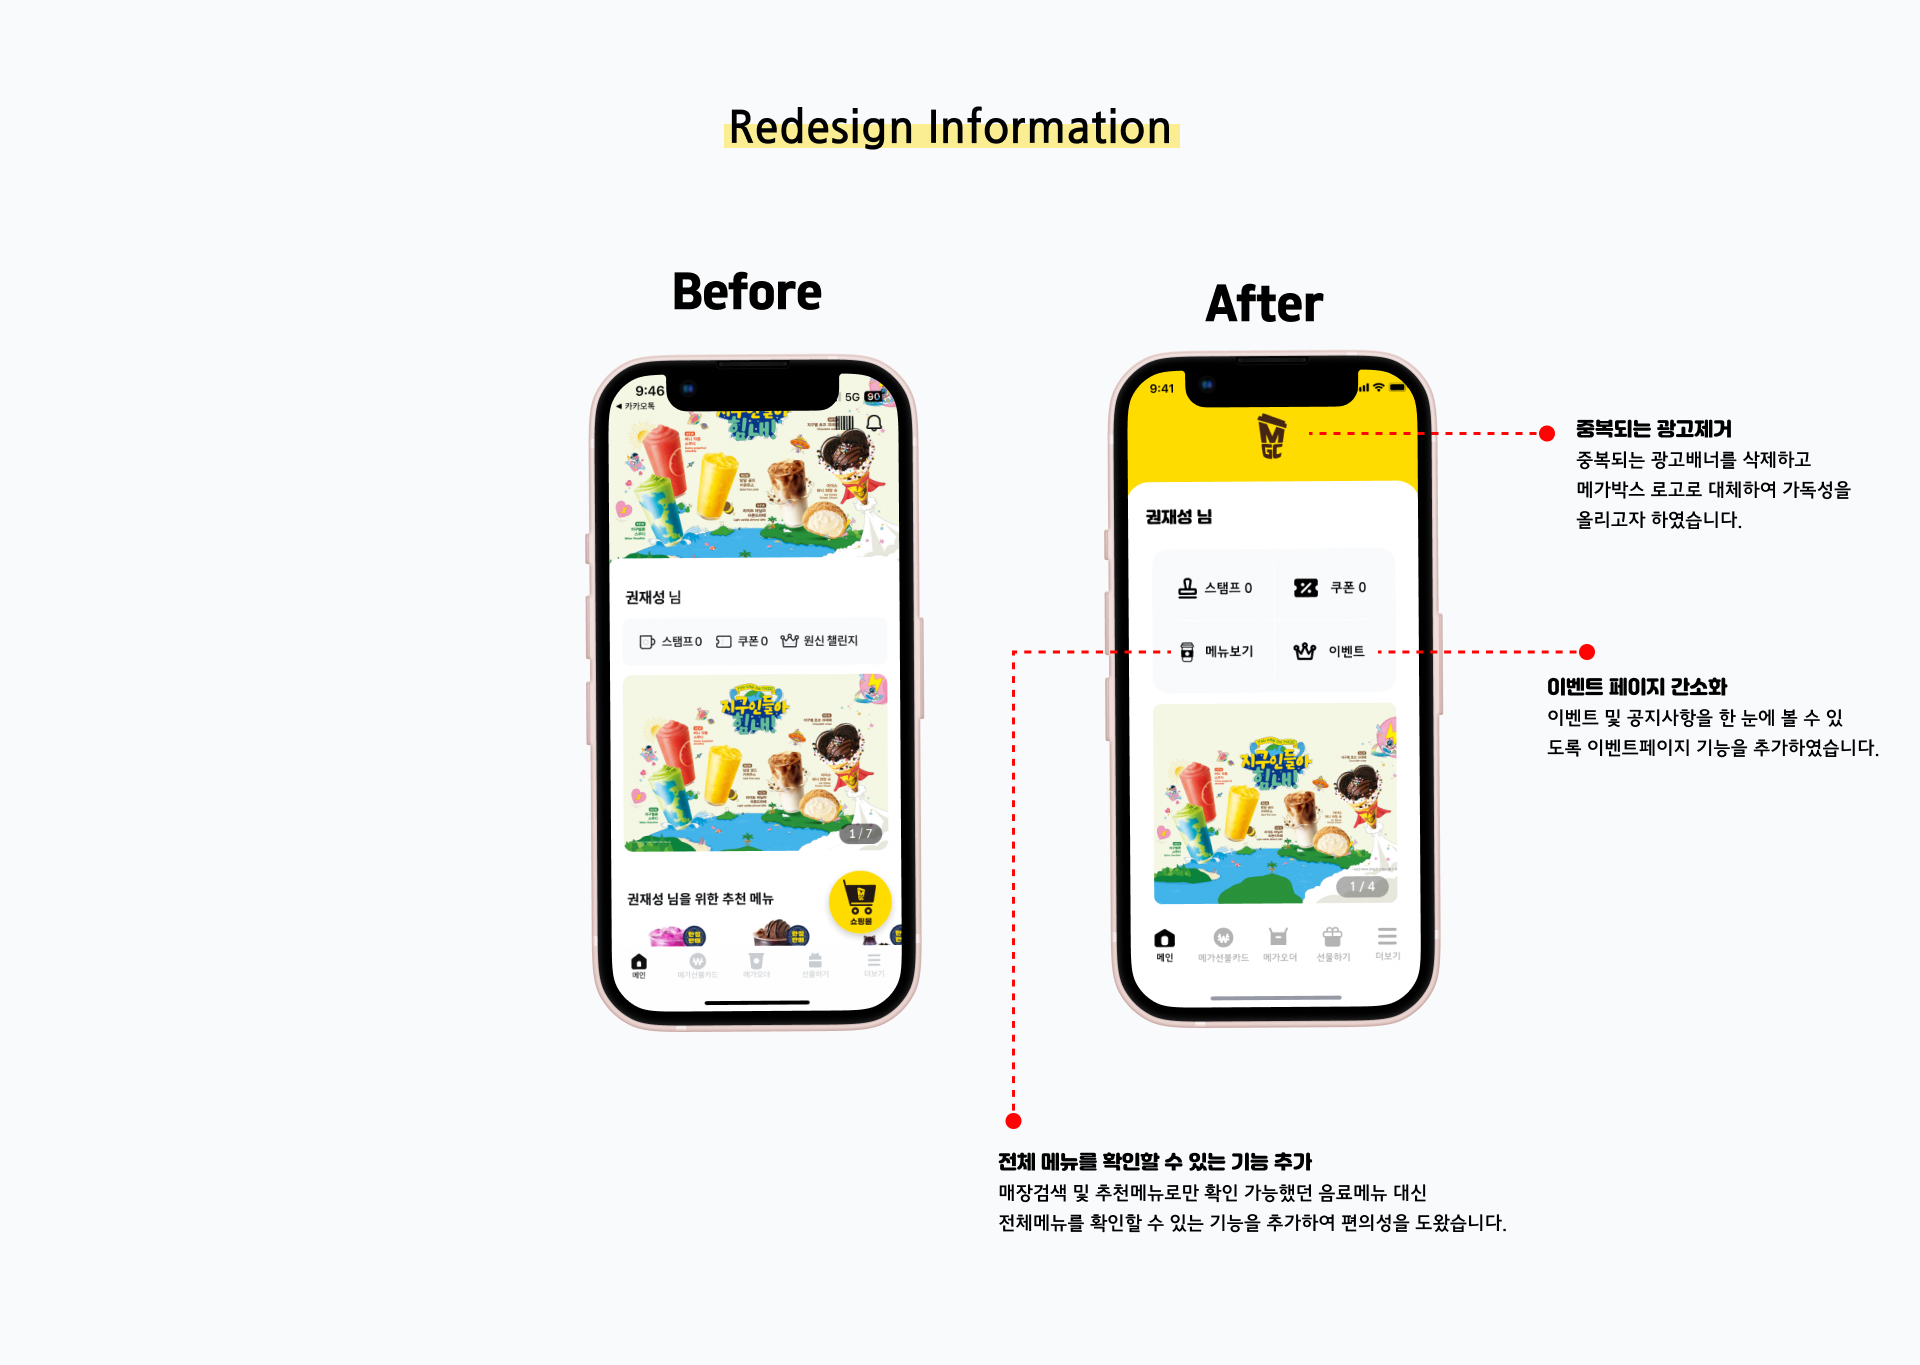 Redesign Information
Before
After
9:46
5G 90
◀ 카카오톡
지구인들아
힘내!
권재성 님
스탬프 0
쿠폰 0
원신 챌린지
지구인들아
힘내!
1 / 7
권재성 님을 위한 추천 메뉴
쇼핑몰
메인
메가선불카드
메가오더
선물하기
더보기
9:41
MGC
권재성 님
스탬프 0
쿠폰 0
메뉴보기
이벤트
지구인들아
힘내!
1 / 4
메인
메가선불카드
메가오더
선물하기
더보기
중복되는 광고제거
중복되는 광고배너를 삭제하고
메가박스 로고로 대체하여 가독성을
올리고자 하였습니다.
이벤트 페이지 간소화
이벤트 및 공지사항을 한 눈에 볼 수 있
도록 이벤트페이지 기능을 추가하였습니다.
전체 메뉴를 확인할 수 있는 기능 추가
매장검색 및 추천메뉴로만 확인 가능했던 음료메뉴 대신
전체메뉴를 확인할 수 있는 기능을 추가하여 편의성을 도왔습니다.